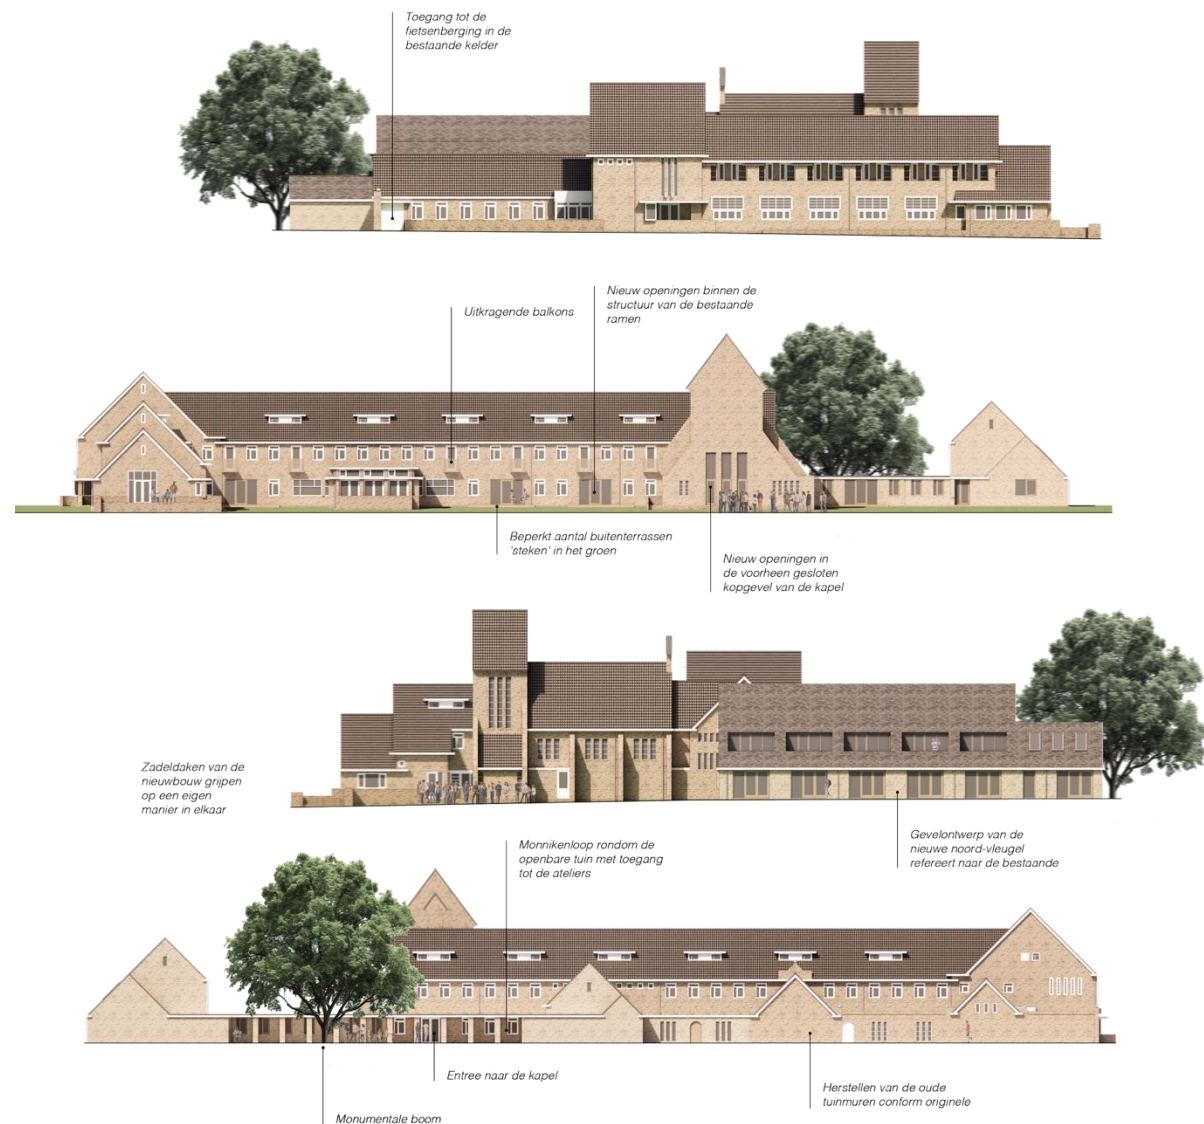 Toegang tot de
fietsenberging in de
bestaande kelder
Uitkragende balkons
Nieuw openingen binnen de
structuur van de bestaande
ramen
Beperkt aantal buitenterrassen
'steken' in het groen
Nieuw openingen in
de voorheen gesloten
kopgevel van de kapel
Zadeldaken van de
nieuwbouw grijpen
op een eigen
manier in elkaar
Gevelontwerp van de
nieuwe noord-vleugel
refereert naar de bestaande
Monnikenloop rondom de
openbare tuin met toegang
tot de ateliers
Entree naar de kapel
Herstellen van de oude
tuinmuren conform originele
Monumentale boom